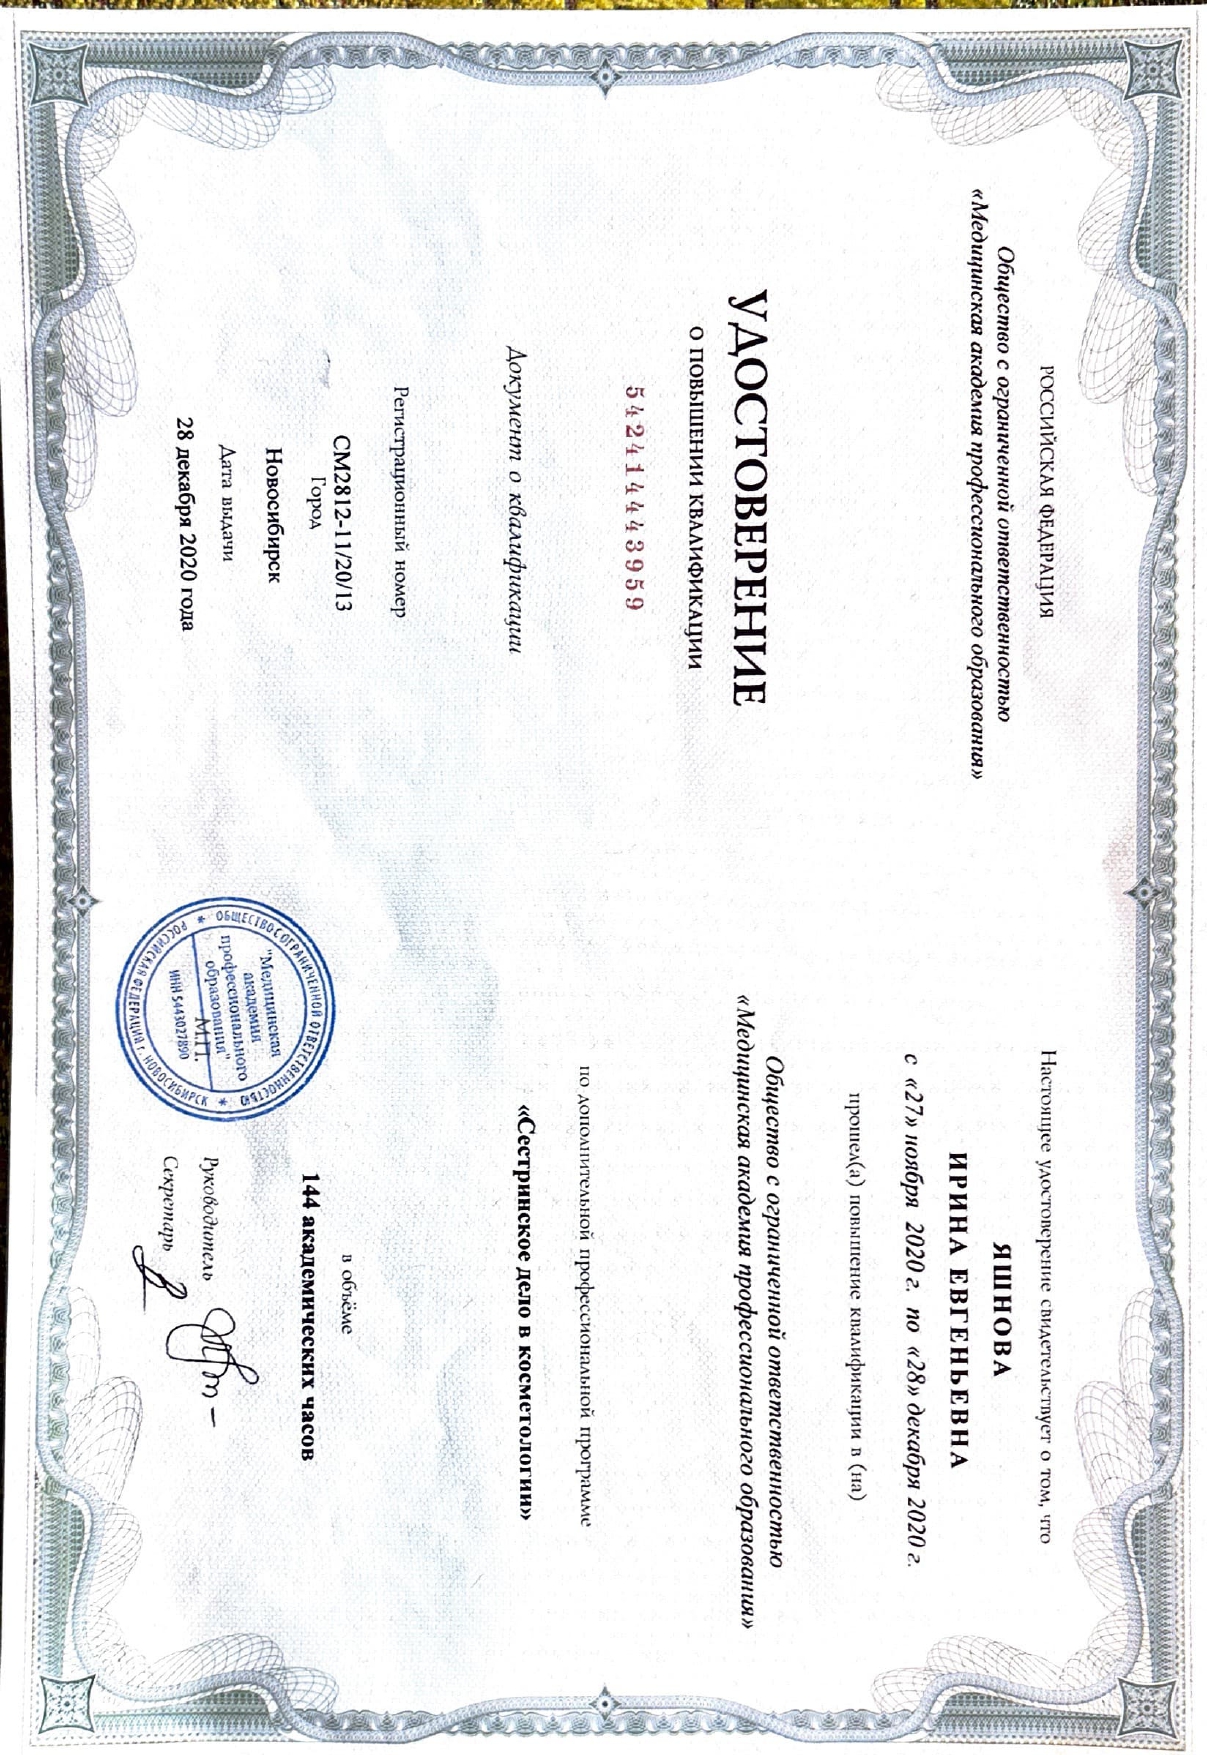 РОССИЙСКАЯ ФЕДЕРАЦИЯ
Общество с ограниченной ответственностью
«Медицинская академия профессионального образования»
УДОСТОВЕРЕНИЕ
О ПОВЫШЕНИИ КВАЛИФИКАЦИИ
542414443959
Документ о квалификации
Регистрационный номер
СМ2812-11/20/13
Город
Новосибирск
Дата выдачи
28 декабря 2020 года
Настоящее удостоверение свидетельствует о том, что
ЯШНОВА
ИРИНА ЕВГЕНЬЕВНА
с «27» ноября 2020 г. по «28» декабря 2020 г.
прошел(а) повышение квалификации в (на)
Общество с ограниченной ответственностью
«Медицинская академия профессионального образования»
по дополнительной профессиональной программе
«Сестринское дело в косметологии»
в объёме
144 академических часов
Руководитель
Секретарь
М.П.
ОБЩЕСТВО С ОГРАНИЧЕННОЙ ОТВЕТСТВЕННОСТЬЮ
"Медицинская
академия
профессионального
образования"
ИНН 5443027890
РОССИЙСКАЯ ФЕДЕРАЦИЯ г. НОВОСИБИРСК